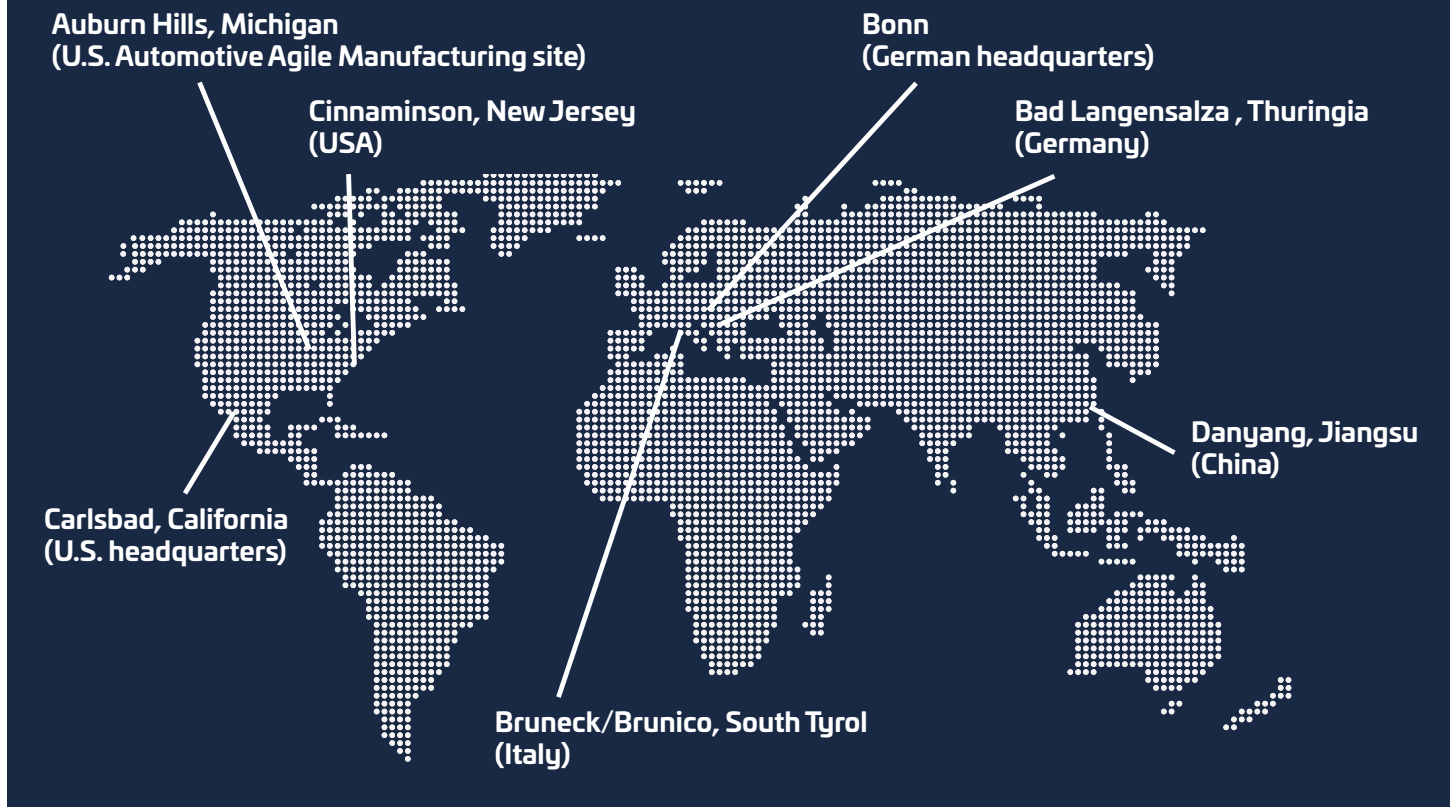 Auburn Hills, Michigan
(U.S. Automotive Agile Manufacturing site)
Bonn
(German headquarters)
Cinnaminson, New Jersey
(USA)
Bad Langensalza , Thuringia
(Germany)
Danyang, Jiangsu
(China)
Carlsbad, California
(U.S. headquarters)
Bruneck/Brunico, South Tyrol
(Italy)